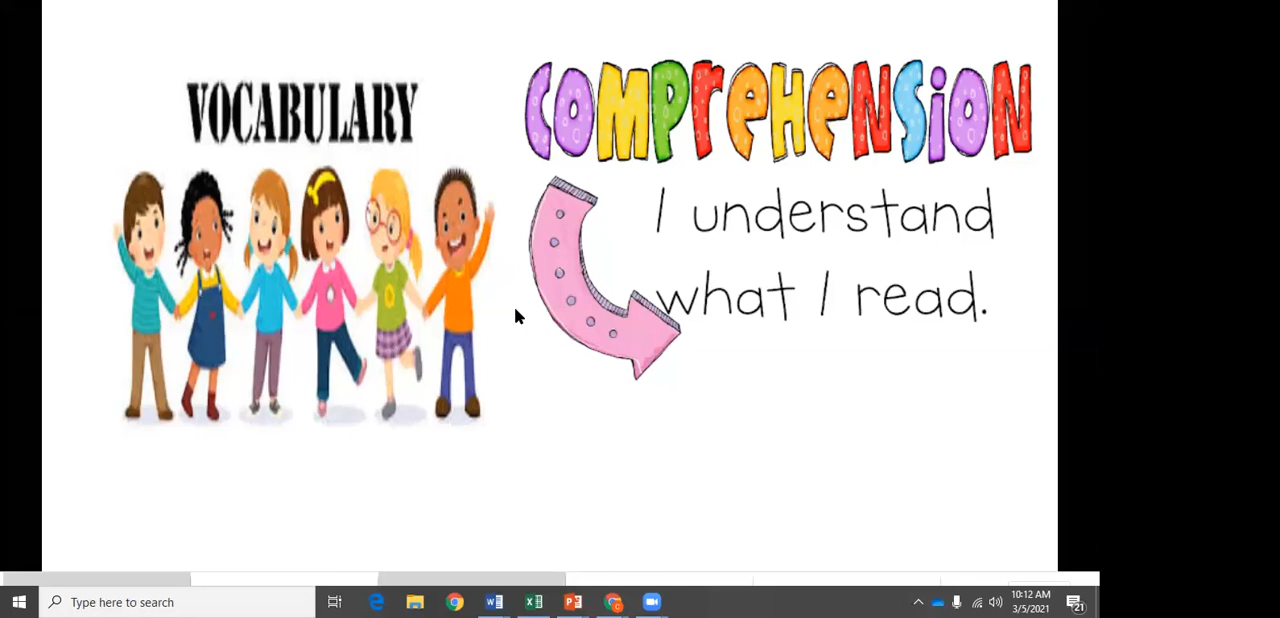 VOCABULARY
COMPREHENSION
I understand
what I read.
Type here to search
10:12 AM
3/5/2021
21